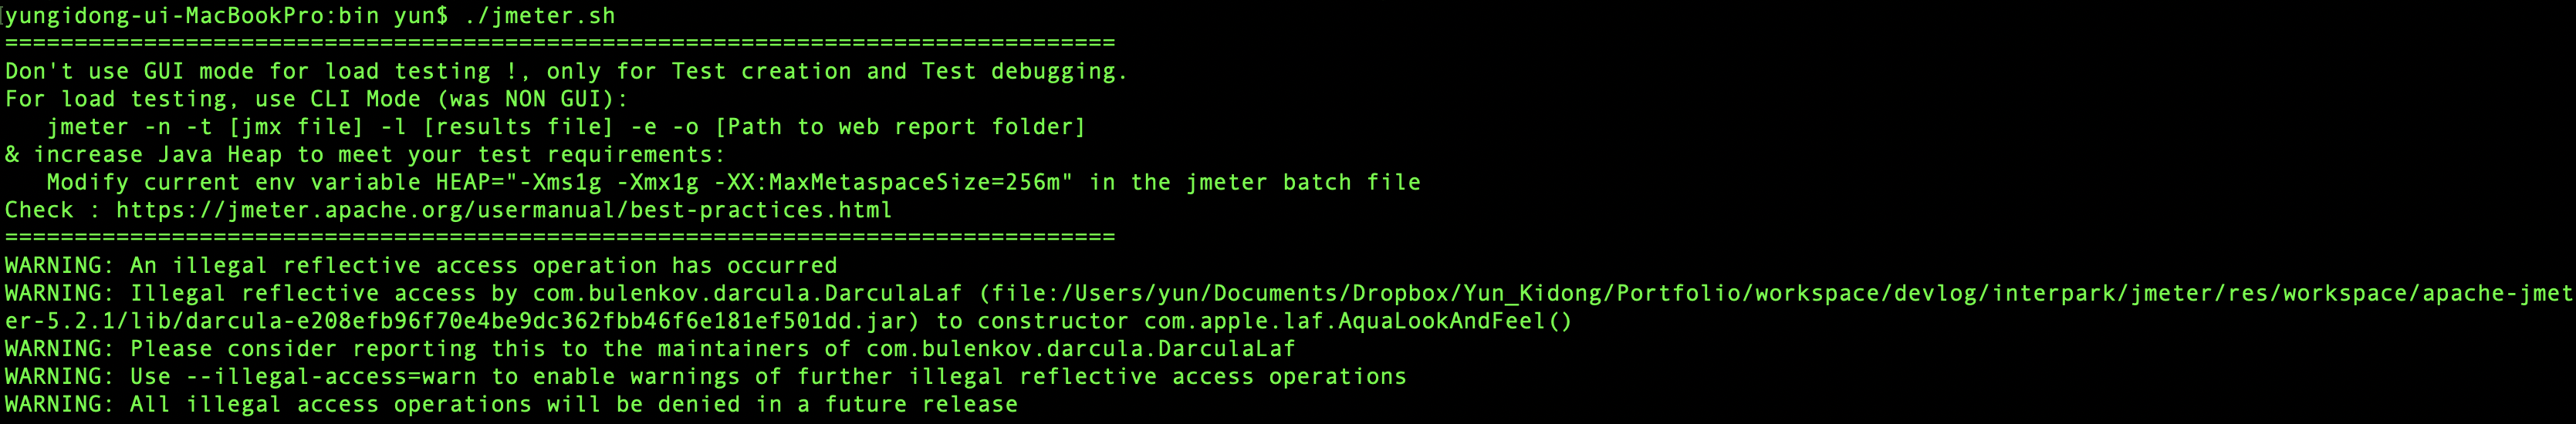 yungidong-ui-MacBookPro:bin yun$ ./jmeter.sh
================================================================================
Don't use GUI mode for load testing !, only for Test creation and Test debugging.
For load testing, use CLI Mode (was NON GUI):
   jmeter -n -t [jmx file] -l [results file] -e -o [Path to web report folder]
& increase Java Heap to meet your test requirements:
   Modify current env variable HEAP="-Xms1g -Xmx1g -XX:MaxMetaspaceSize=256m" in the jmeter batch file
Check : https://jmeter.apache.org/usermanual/best-practices.html
================================================================================
WARNING: An illegal reflective access operation has occurred
WARNING: Illegal reflective access by com.bulenkov.darcula.DarculaLaf (file:/Users/yun/Documents/Dropbox/Yun_Kidong/Portfolio/workspace/devlog/interpark/jmeter/res/workspace/apache-jmet
er-5.2.1/lib/darcula-e208efb96f70e4be9dc362fbb46f6e181ef501dd.jar) to constructor com.apple.laf.AquaLookAndFeel()
WARNING: Please consider reporting this to the maintainers of com.bulenkov.darcula.DarculaLaf
WARNING: Use --illegal-access=warn to enable warnings of further illegal reflective access operations
WARNING: All illegal access operations will be denied in a future release